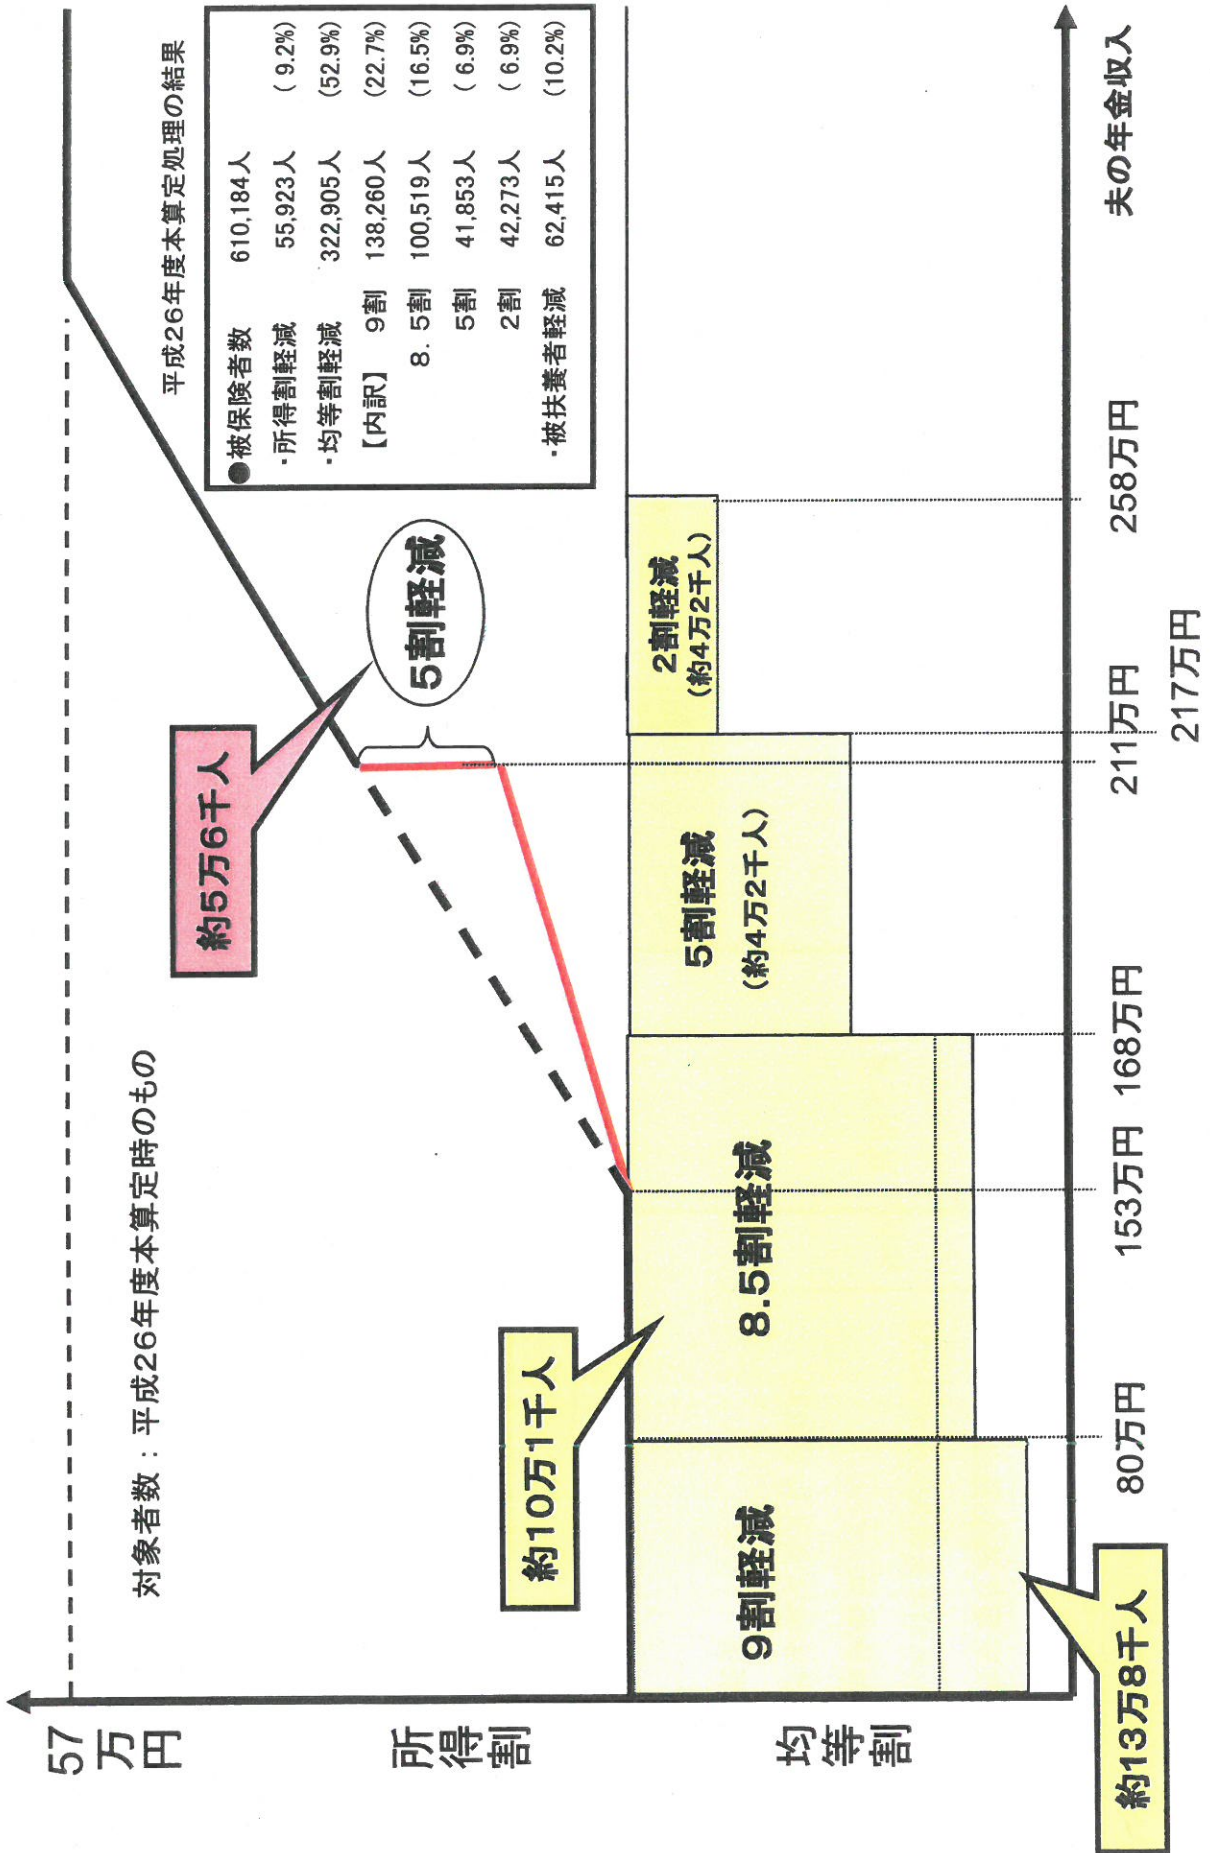 57
万
円
対象者数：平成26年度本算定時のもの
平成26年度本算定処理の結果
●被保険者数 610,184人
・所得割軽減 55,923人 （ 9.2%）
・均等割軽減 322,905人 （52.9%）
【内訳】 9割 138,260人 （22.7%）
8．5割 100,519人 （16.5%）
5割 41,853人 （ 6.9%）
2割 42,273人 （ 6.9%）
・被扶養者軽減 62,415人 （10.2%）
約5万6千人
5割軽減
所
得
割
約10万1千人
均
等
割
9割軽減
8.5割軽減
5割軽減
（約4万2千人）
2割軽減
（約4万2千人）
約13万8千人
80万円
153万円
168万円
211万円
217万円
258万円
夫の年金収入